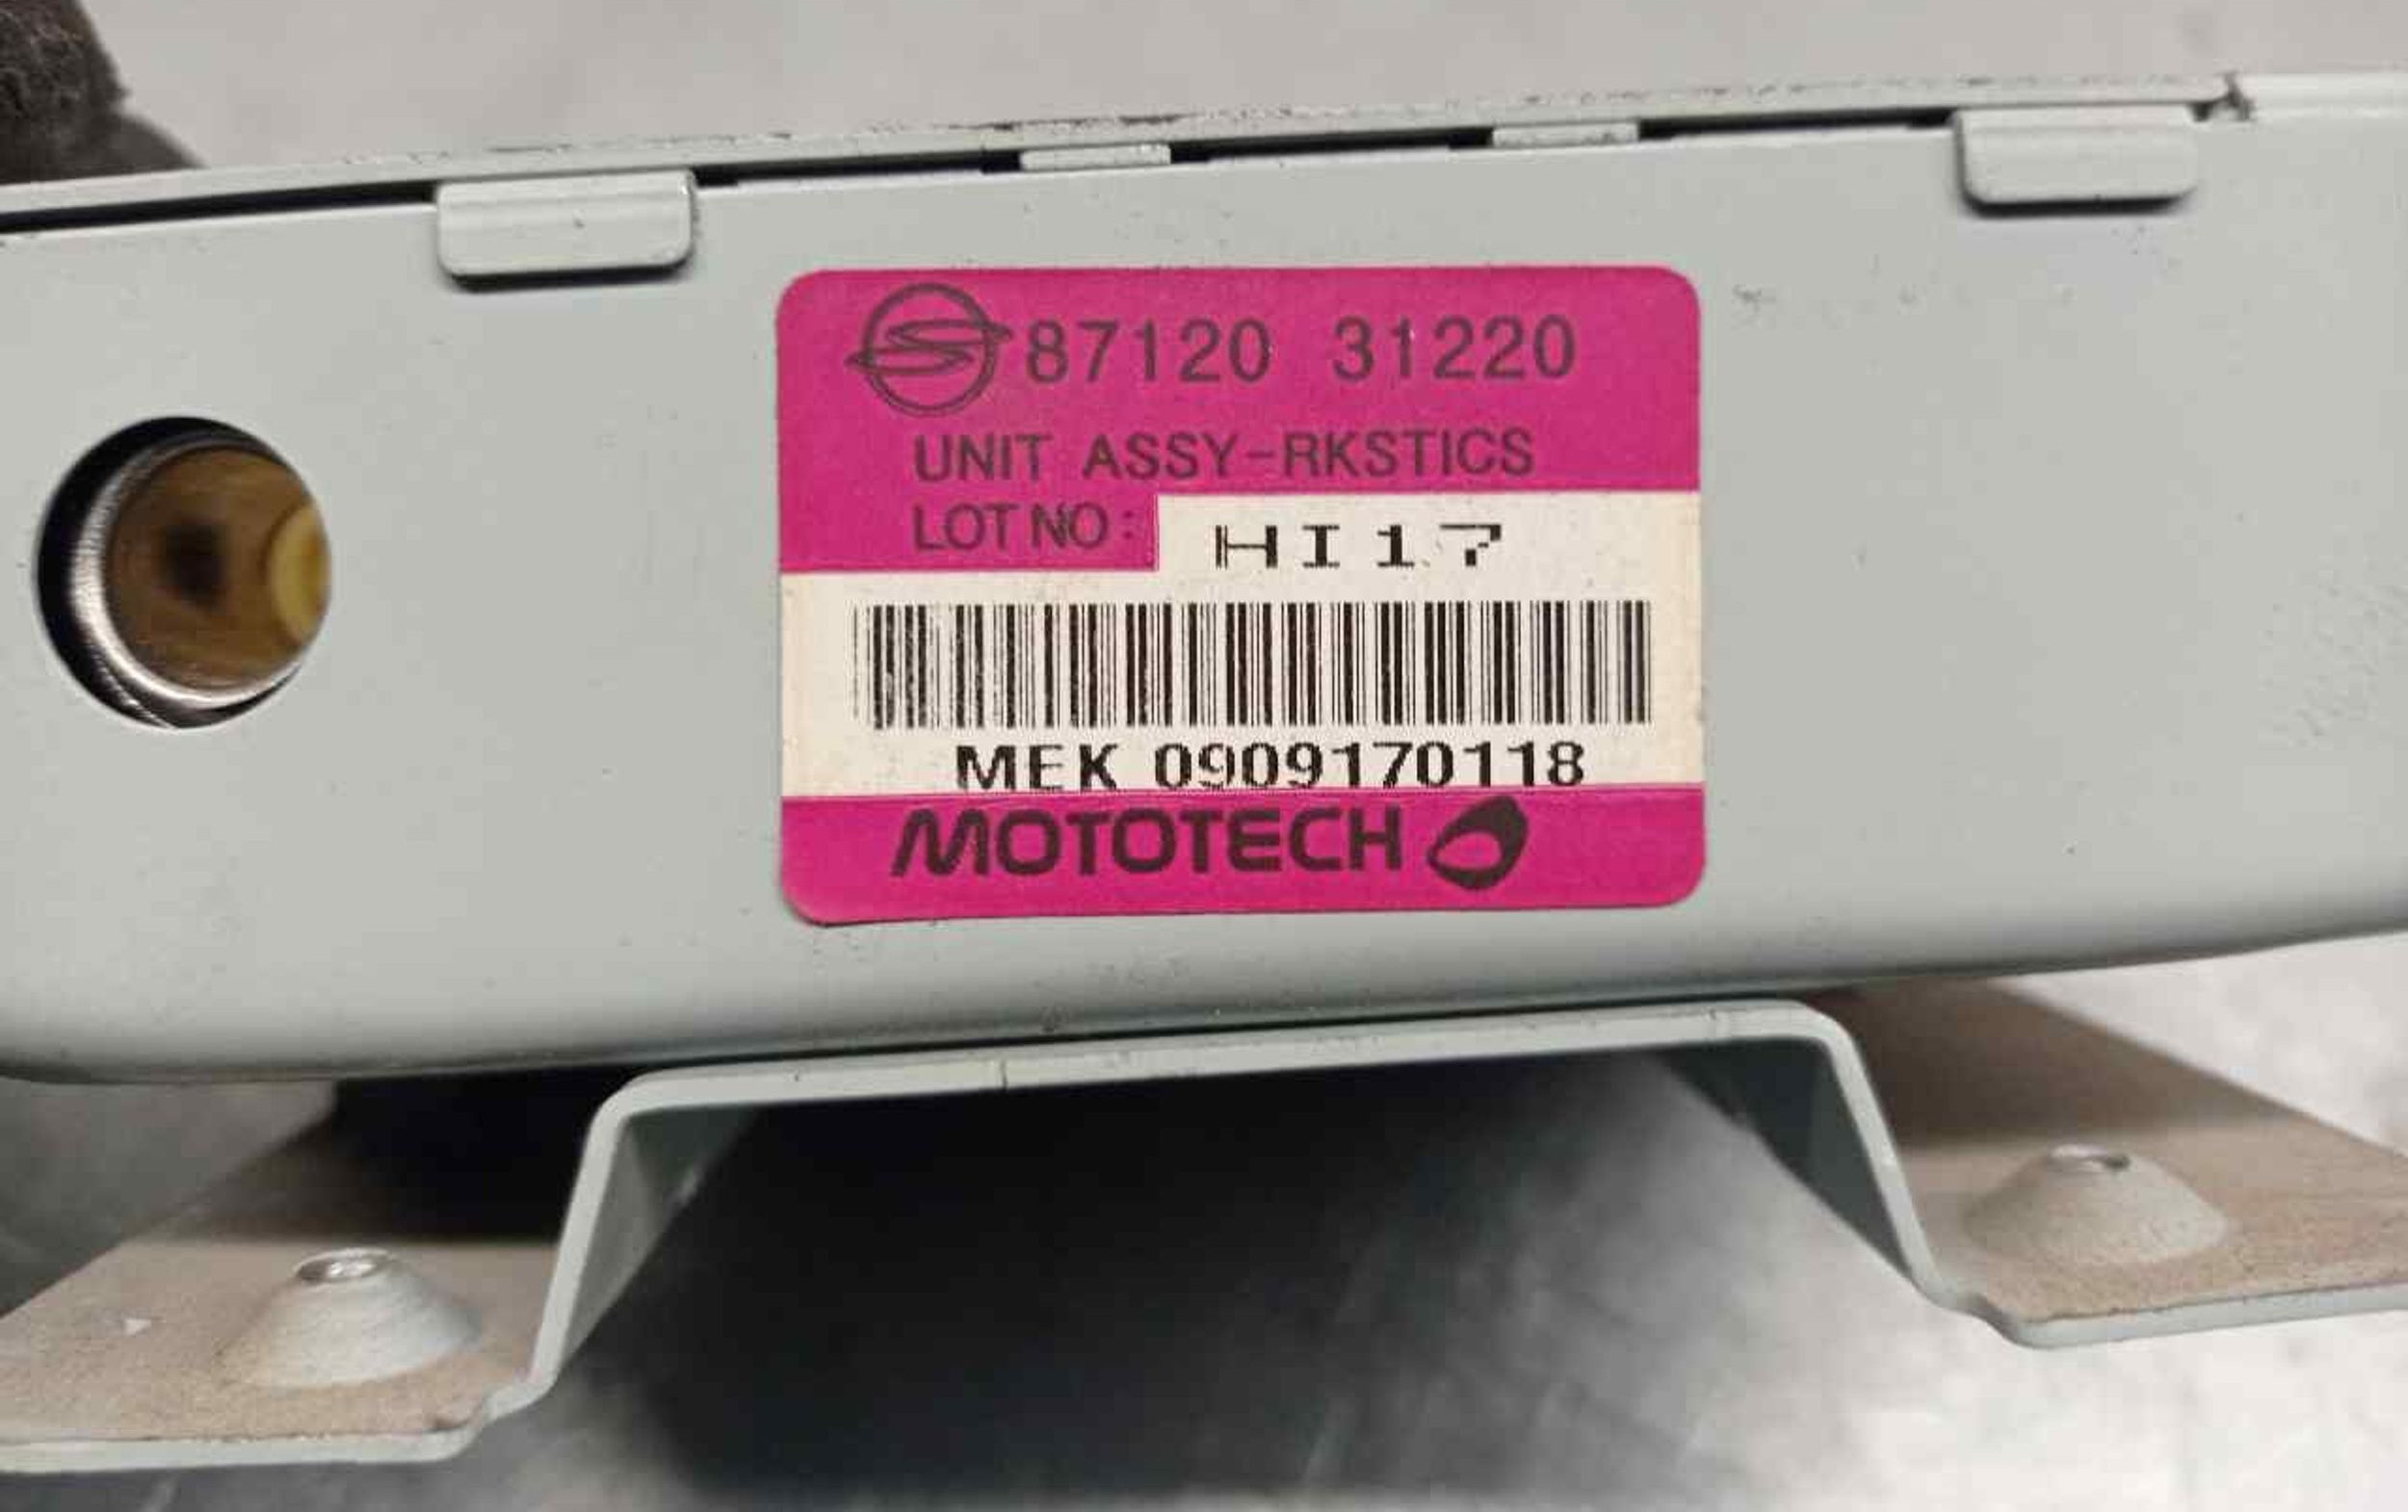 87120 31220
UNIT ASSY-RKSTICS
LOT NO: HI17
MEK 0909170118
MOTOTECH